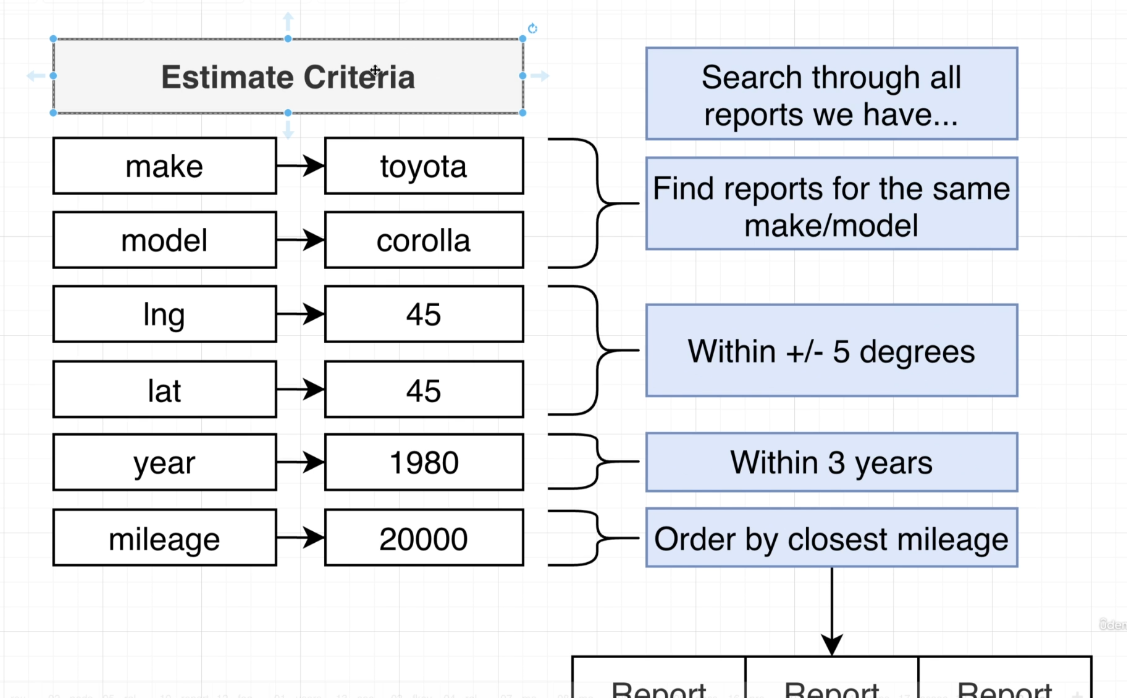 Estimate Criteria
Search through all
reports we have...
make
toyota
Find reports for the same
make/model
model
corolla
lng
45
Within +/- 5 degrees
lat
45
year
1980
Within 3 years
mileage
20000
Order by closest mileage
Report
Report
Report